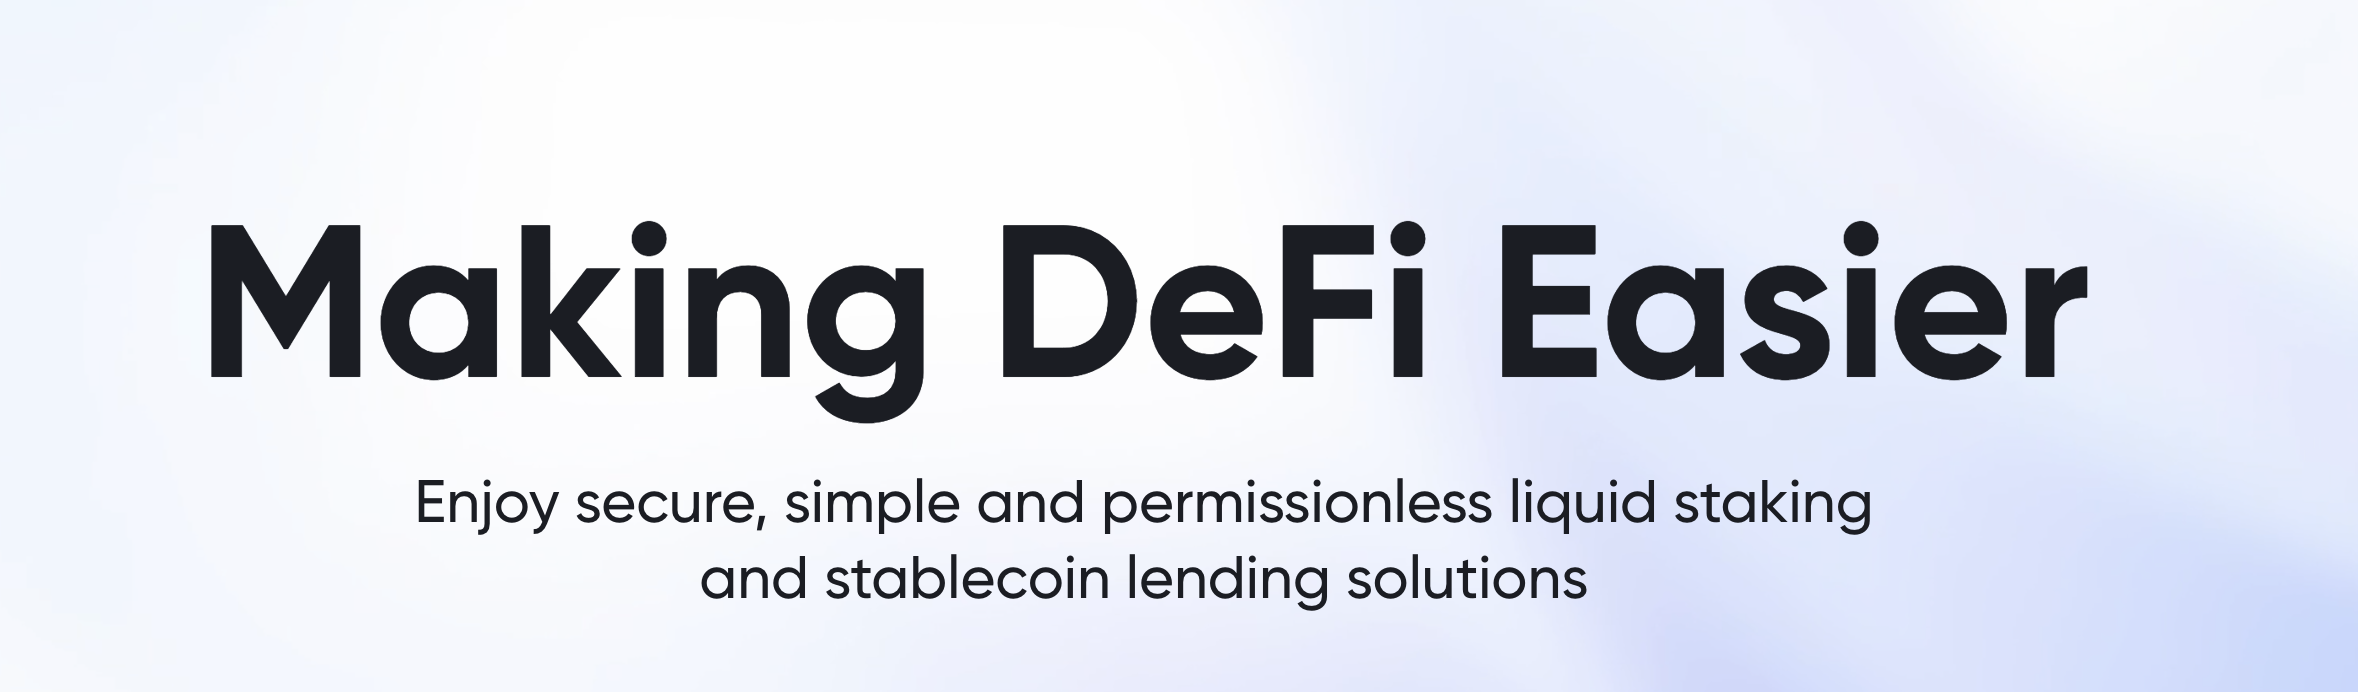 Making DeFi Easier
Enjoy secure, simple and permissionless liquid staking
and stablecoin lending solutions